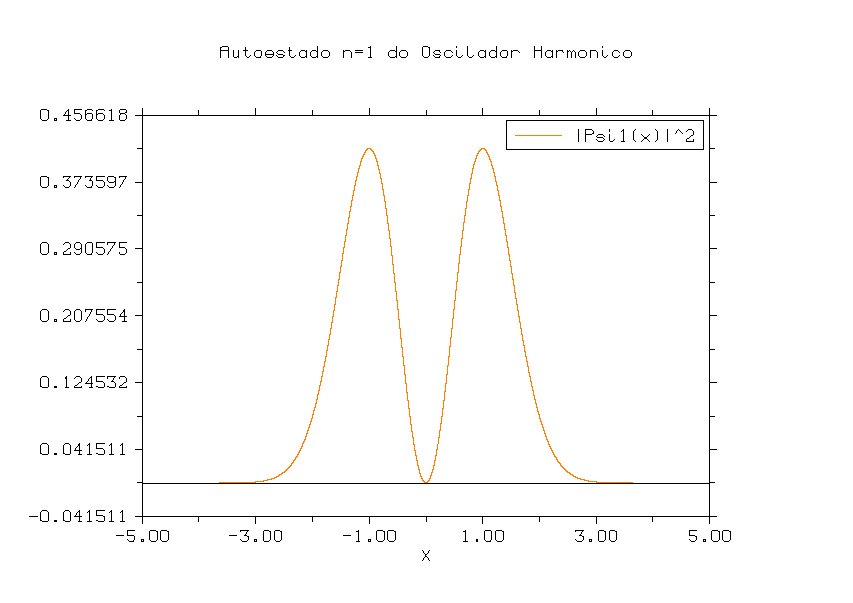 Autoestado n=1 do Oscilador Harmonico
0.456618
|Psi1(x)|^2
0.373597
0.290575
0.207554
0.124532
0.041511
-0.041511
-5.00 -3.00 -1.00 1.00 3.00 5.00
X